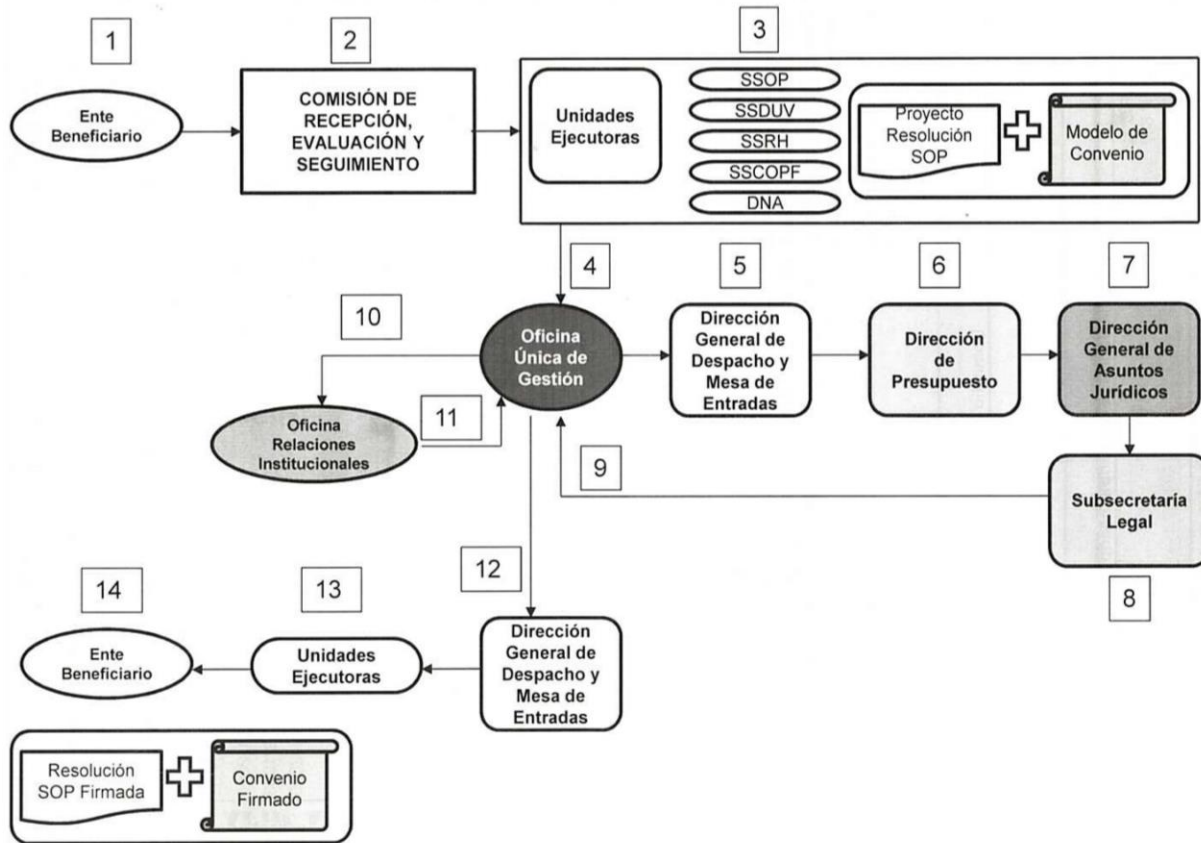 1
2
3
Ente
Beneficiario
COMISIÓN DE
RECEPCIÓN,
EVALUACIÓN Y
SEGUIMIENTO
Unidades
Ejecutoras
SSOP
SSDUV
SSRH
SSCOPF
DNA
Proyecto
Resolución
SOP
Modelo de
Convenio
4
5
6
7
10
Oficina
Única de
Gestión
Dirección
General de
Despacho y
Mesa de
Entradas
Dirección
de
Presupuesto
Dirección
General de
Asuntos
Jurídicos
11
Oficina
Relaciones
Institucionales
9
Subsecretaría
Legal
8
12
13
14
Dirección
General de
Despacho y
Mesa de
Entradas
Unidades
Ejecutoras
Ente
Beneficiario
Resolución
SOP Firmada
Convenio
Firmado